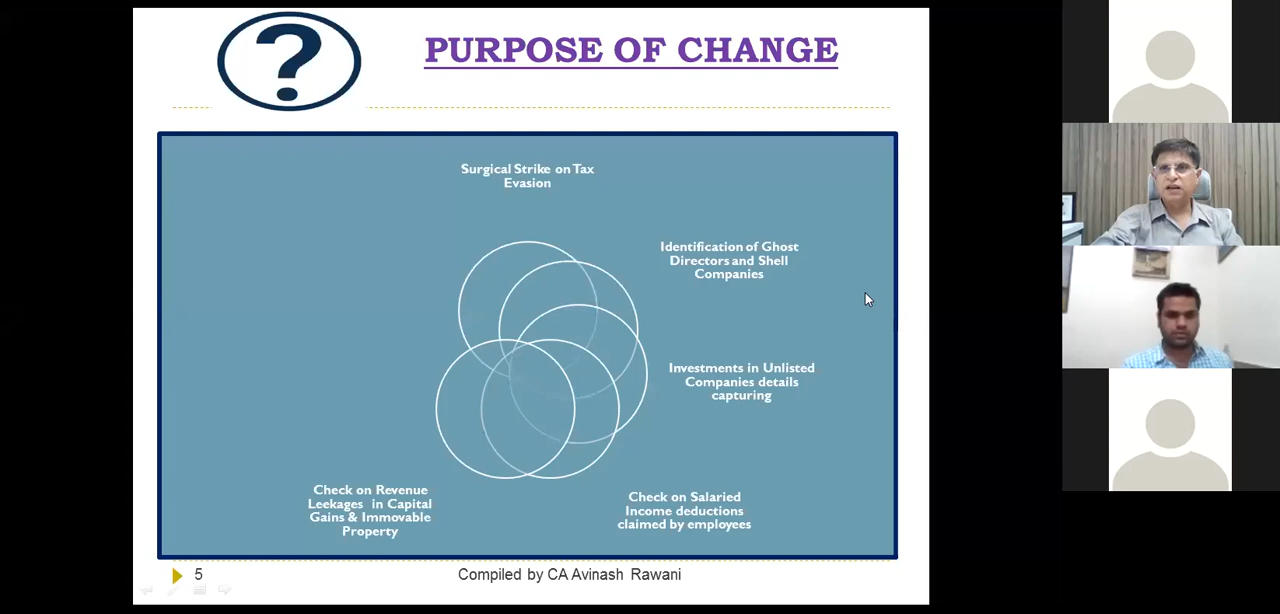 ?
PURPOSE OF CHANGE
Surgical Strike on Tax
Evasion
Identification of Ghost
Directors and Shell
Companies
Investments in Unlisted
Companies details
capturing
Check on Salaried
Income deductions
claimed by employees
Check on Revenue
Leekages in Capital
Gains & Immovable
Property
5
Compiled by CA Avinash Rawani